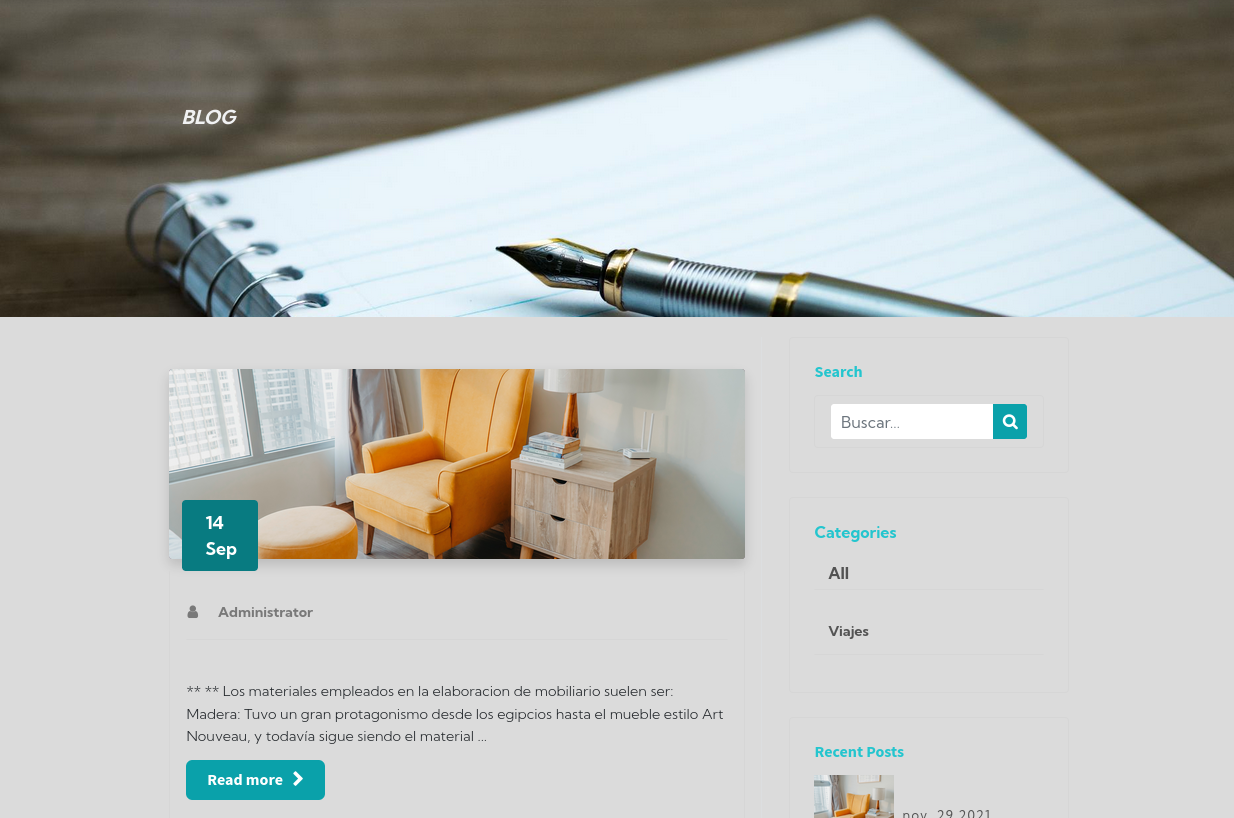 BLOG
14
Sep
Administrator
** ** Los materiales empleados en la elaboracion de mobiliario suelen ser:
Madera: Tuvo un gran protagonismo desde los egipcios hasta el mueble estilo Art
Nouveau, y todavía sigue siendo el material ...
Read more
Search
Buscar...
Categories
All
Viajes
Recent Posts
nov. 29 2021